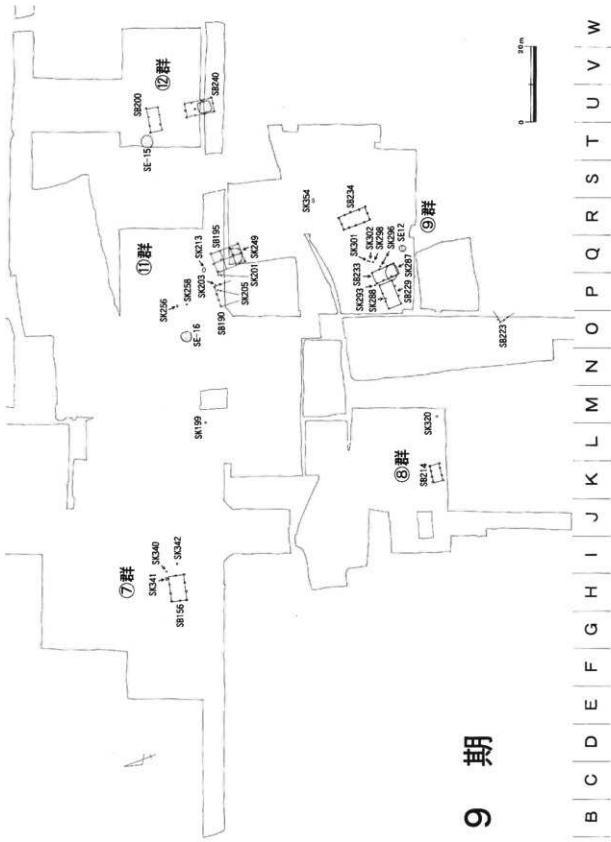 9 期
⑦群
SK340
SK341
SK342
SB156
⑧群
SB214
SK320
⑨群
SK354
SB234
SK301
SK302
SK298
SK296
SE12
SB233
SK293
SK288
SK287
SB229
SB223
⑪群
SK256
SK258
SE-16
SK199
SK213
SK203
SB195
SK249
SK201
SK205
SB190
⑫群
SB200
SB240
SE-15
0 20m
B C D E F G H I J K L M N O P Q R S T U V W